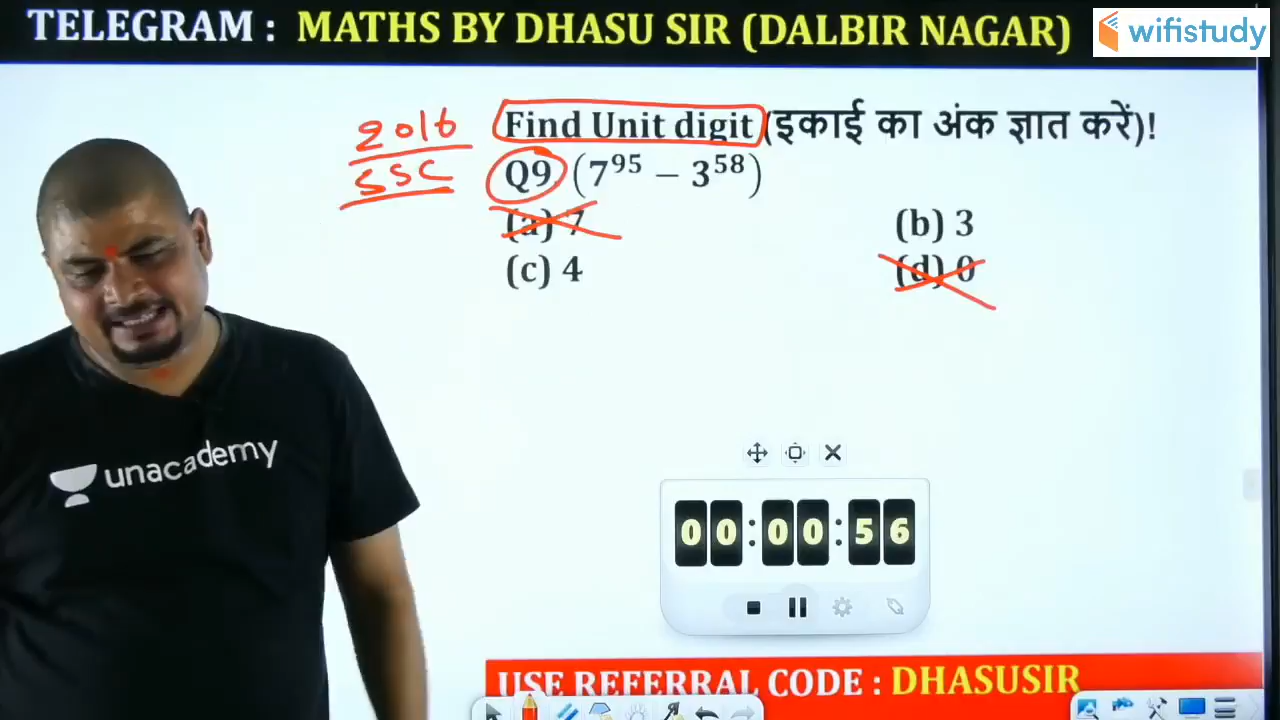 TELEGRAM : MATHS BY DHASU SIR (DALBIR NAGAR)
wifistudy
2016
SSC
Find Unit digit (इकाई का अंक ज्ञात करें)!
Q9 (7⁹⁵ − 3⁵⁸)
(a) 7
(b) 3
(c) 4
(d) 0
unacademy
00:00:56
USE REFERRAL CODE : DHASUSIR